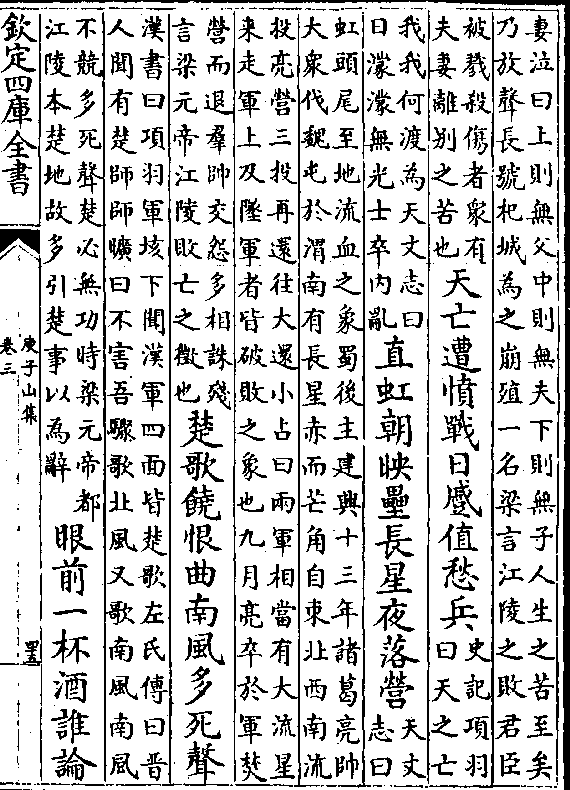 妻泣曰上則無父中則無夫下則無子人生之苦至矣
乃放聲長號杞城為之崩殖一名梁言江陵之敗君臣
被戮殺傷者衆有
夫妻離別之苦也
天亡遭憤戰日蹙值愁兵
史記項羽
曰天之亡
我我何渡為天文志曰
日濛濛無光士卒内亂
直虹朝映壘長星夜落營
天文
志曰
虹頭尾至地流血之象蜀後主建興十三年諸葛亮帥
大衆伐魏屯於渭南有長星赤而芒角自東北西南流
投亮營三投再還往大還小占曰兩軍相當有大流星
來走軍上及墜軍者皆破敗之象也九月亮卒於軍焚
營而退羣帥交怨多相誅殘
言梁元帝江陵敗亡之徵也
楚歌饒恨曲南風多死聲
漢書曰項羽軍垓下聞漢軍四面皆楚歌左氏傳曰晉
人聞有楚師師曠曰不害吾驟歌北風又歌南風南風
不競多死聲楚必無功時梁元帝都
江陵本楚地故多引楚事以為辭
眼前一杯酒誰論
欽定四庫全書
庾子山集
卷三